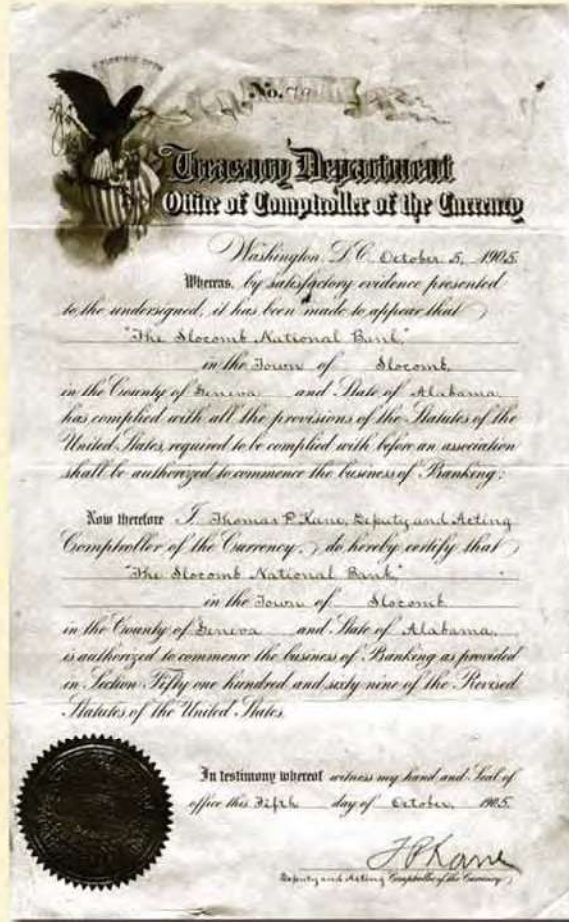 No.
Treasury Department
Office of Comptroller of the Currency
Washington, D.C. October 5, 1905.
Whereas, by satisfactory evidence presented
to the undersigned, it has been made to appear that
"The Slocomb National Bank,"
in the Town of Slocomb,
in the County of Geneva and State of Alabama,
has complied with all the provisions of the Statutes of the
United States, required to be complied with before an association
shall be authorized to commence the business of Banking;
Now therefore I, Thomas P. Kane, Deputy and Acting
Comptroller of the Currency, do hereby certify that
"The Slocomb National Bank,"
in the Town of Slocomb
in the County of Geneva and State of Alabama,
is authorized to commence the business of Banking as provided
in Section Fifty one hundred and sixty nine of the Revised
Statutes of the United States.
In testimony whereof witness my hand and Seal of
office this Fifth day of October, 1905.
T P Kane
Deputy and Acting Comptroller of the Currency